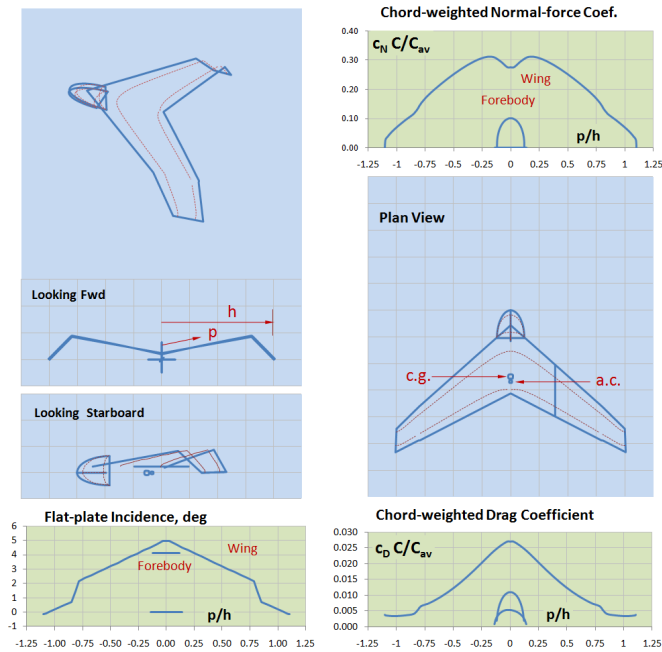 Chord-weighted Normal-force Coef.
0.40
0.30
0.20
0.10
0.00
cN C/Cav
Wing
Forebody
p/h
-1.25 -1 -0.75 -0.5 -0.25 0 0.25 0.5 0.75 1 1.25
Looking Fwd
h
p
Looking Starboard
Plan View
c.g.
a.c.
Flat-plate Incidence, deg
6
5
4
3
2
1
0
-1
Wing
Forebody
p/h
-1.25 -1.00 -0.75 -0.50 -0.25 0.00 0.25 0.50 0.75 1.00 1.25
Chord-weighted Drag Coefficient
0.030
0.025
0.020
0.015
0.010
0.005
0.000
cD C/Cav
p/h
-1.25 -1 -0.75 -0.5 -0.25 0 0.25 0.5 0.75 1 1.25